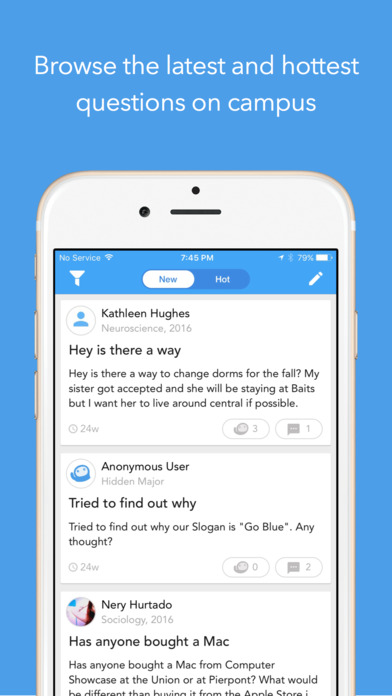 Browse the latest and hottest
questions on campus
No Service 7:45 PM 79%
New Hot
Kathleen Hughes
Neuroscience, 2016
Hey is there a way
Hey is there a way to change dorms for the fall? My
sister got accepted and she will be staying at Baits
but I want her to live around central if possible.
24w 3 1
Anonymous User
Hidden Major
Tried to find out why
Tried to find out why our Slogan is "Go Blue". Any
thought?
24w 0 2
Nery Hurtado
Sociology, 2016
Has anyone bought a Mac
Has anyone bought a Mac from Computer
Showcase at the Union or at Pierpont? What would
be different than buying it from the Apple Store i